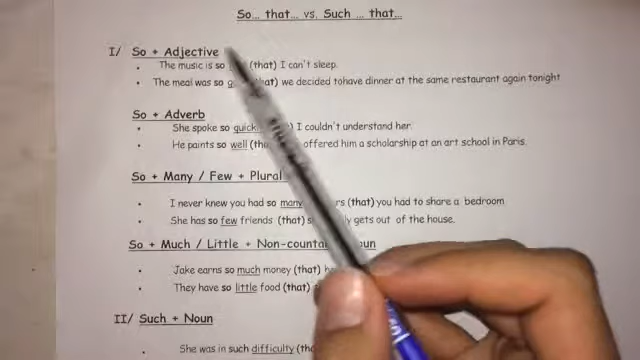 So... that... vs. Such ... that...
I/ So + Adjective
The music is so (that) I can't sleep.
The meal was so we decided tohave dinner at the same restaurant again tonight
So + Adverb
She spoke so I couldn't understand her.
He paints so well offered him a scholarship at an art school in Paris.
So + Many / Few + Plural
I never knew you had so many (that) you had to share a bedroom
She has so few friends (that) gets out of the house.
So + Much / Little + Non-counta
Jake earns so much money (that)
They have so little food (that)
II/ Such + Noun
She was in such difficulty